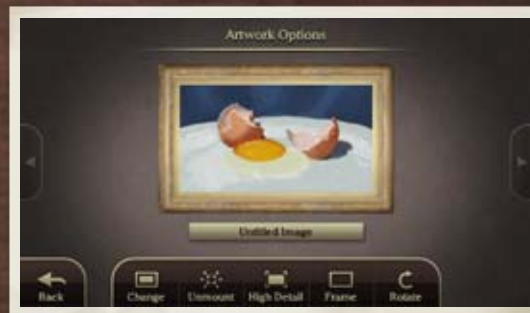 Artwork Options
Untitled Image
Back
Change
Unmount
High Detail
Frame
Rotate